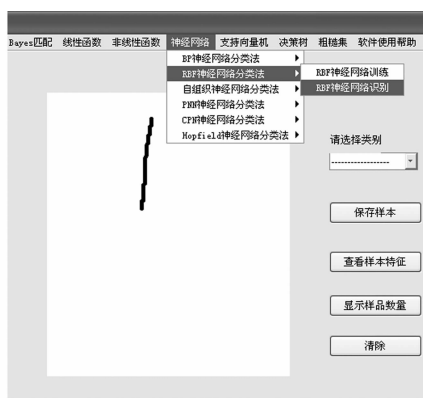 Bayes匹配 线性函数 非线性函数 神经网络 支持向量机 决策树 粗糙集 软件使用帮助
BP神经网络分类法
RBF神经网络分类法
RBF神经网络训练
RBF神经网络识别
自组织神经网络分类法
PNN神经网络分类法
CPN神经网络分类法
Hopfield神经网络分类法
请选择类别
------------------
保存样本
查看样本特征
显示样品数量
清除